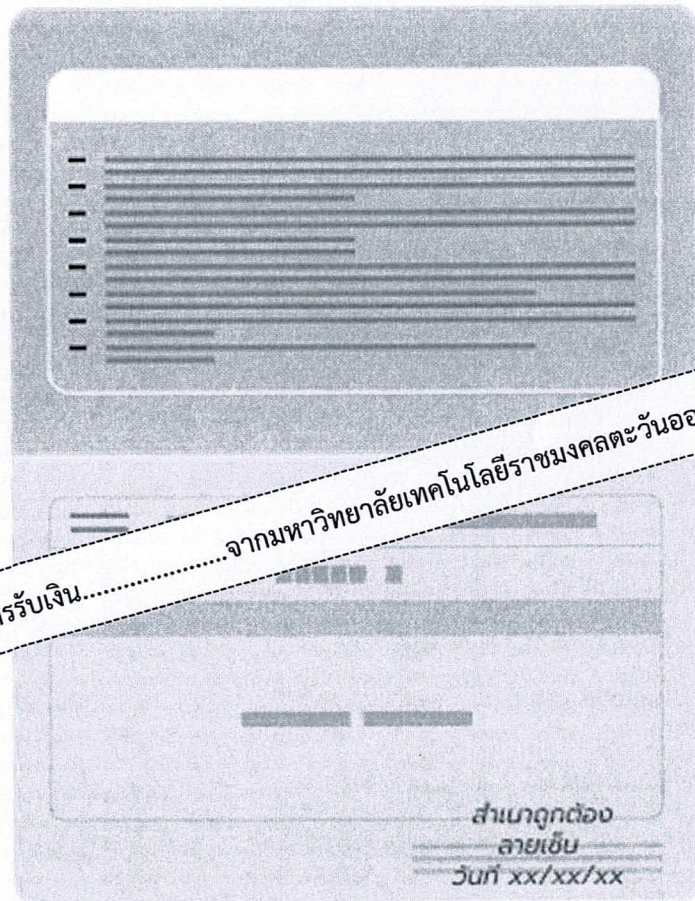 รรับเงิน....................จากมหาวิทยาลัยเทคโนโลยีราชมงคลตะวันออ
สำเนาถูกต้อง
ลายเซ็น
วันที่ xx/xx/xx